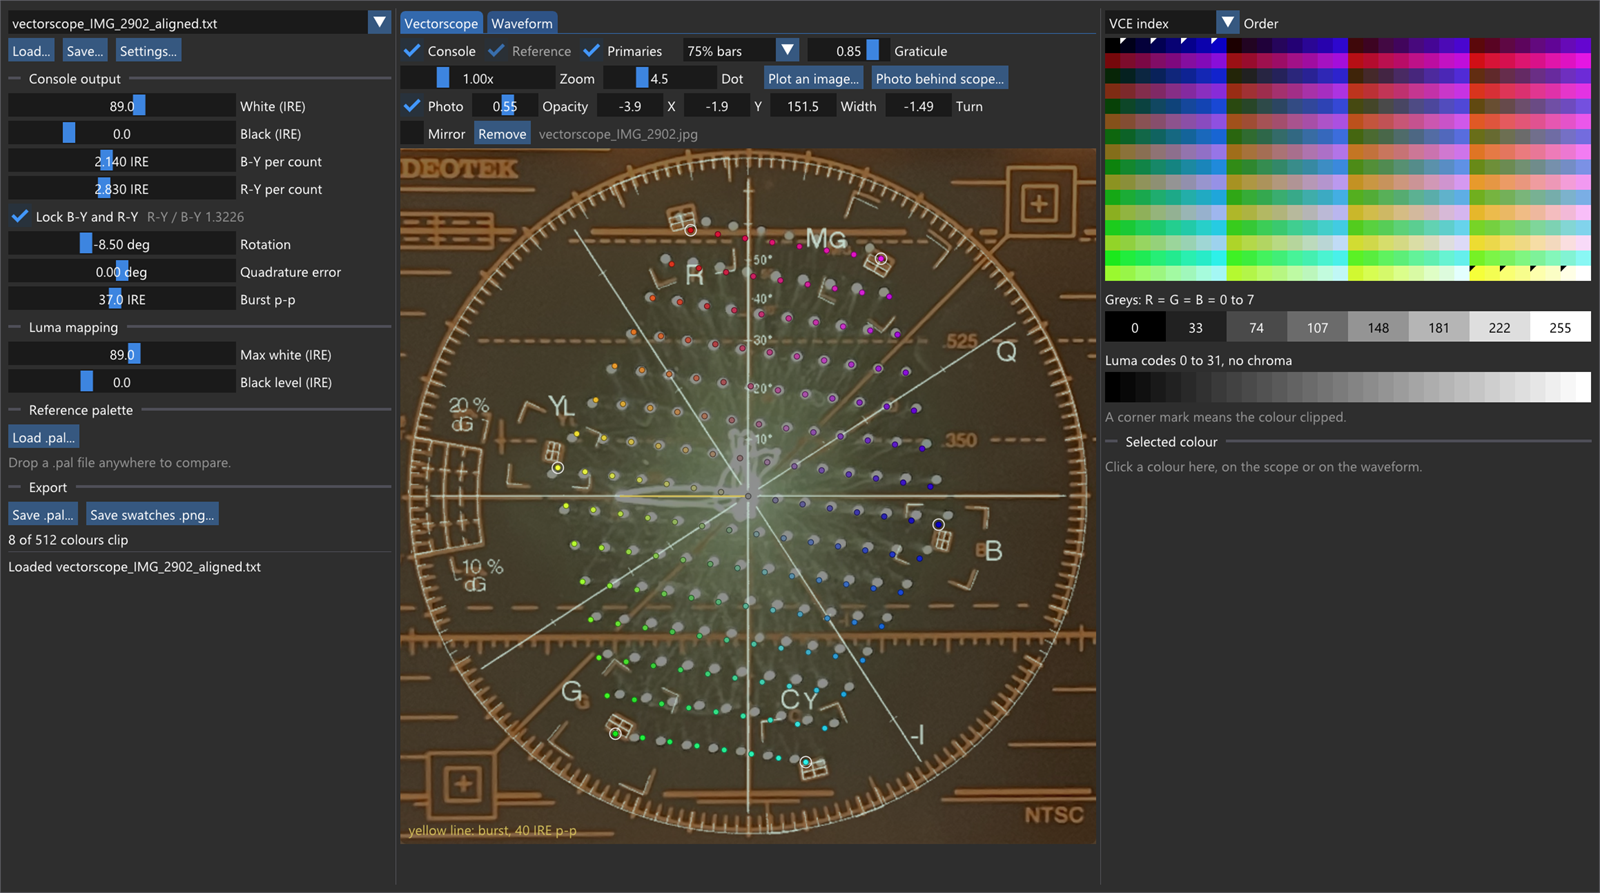 vectorscope_IMG_2902_aligned.txt
Load... Save... Settings...
Console output
89.0 White (IRE)
0.0 Black (IRE)
2.140 IRE B-Y per count
2.830 IRE R-Y per count
Lock B-Y and R-Y R-Y / B-Y 1.3226
-8.50 deg Rotation
0.00 deg Quadrature error
37.0 IRE Burst p-p
Luma mapping
89.0 Max white (IRE)
0.0 Black level (IRE)
Reference palette
Load .pal...
Drop a .pal file anywhere to compare.
Export
Save .pal... Save swatches .png...
8 of 512 colours clip
Loaded vectorscope_IMG_2902_aligned.txt
Vectorscope Waveform
Console Reference Primaries 75% bars 0.85 Graticule
1.00x Zoom 4.5 Dot Plot an image... Photo behind scope...
Photo 0.55 Opacity -3.9 X -1.9 Y 151.5 Width -1.49 Turn
Mirror Remove vectorscope_IMG_2902.jpg
DEOTEK
MG
R
50°
40°
30°
.525
Q
20°
20 %
dG
YL
10°
.350
B
10 %
dG
G
CY
-I
NTSC
yellow line: burst, 40 IRE p-p
VCE index Order
Greys: R = G = B = 0 to 7
0 33 74 107 148 181 222 255
Luma codes 0 to 31, no chroma
A corner mark means the colour clipped.
Selected colour
Click a colour here, on the scope or on the waveform.